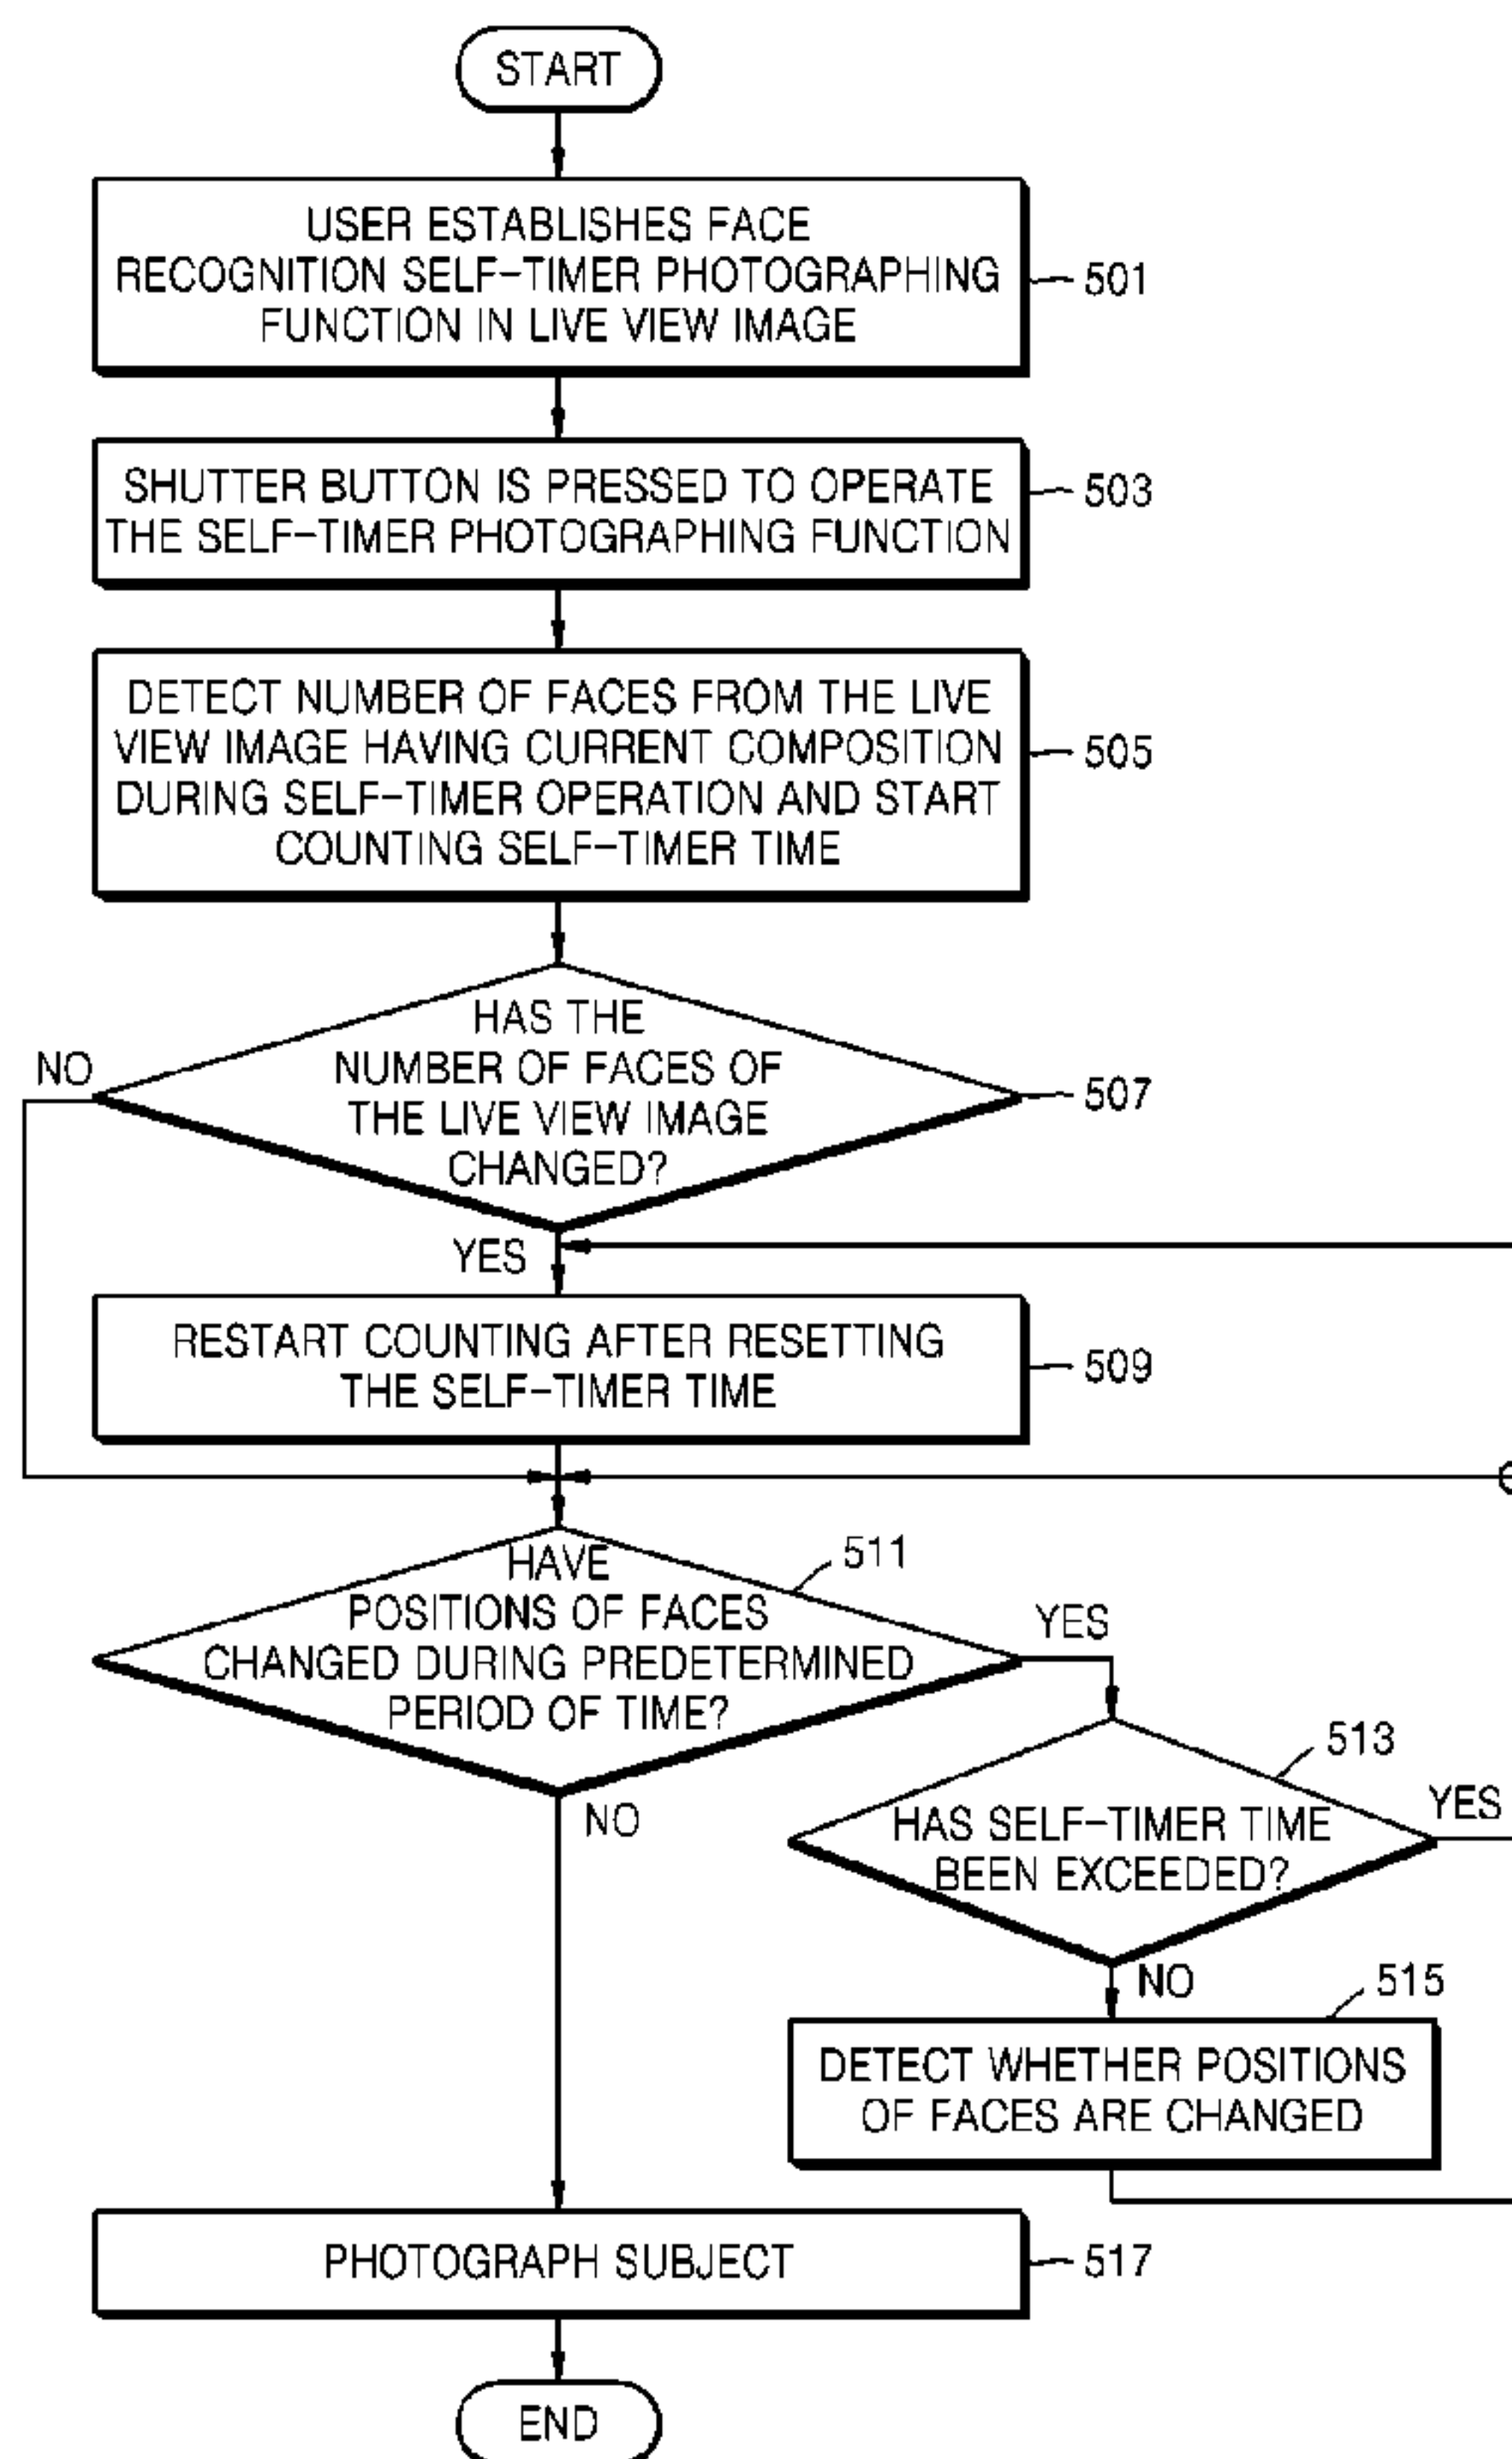 START
USER ESTABLISHES FACE
RECOGNITION SELF-TIMER PHOTOGRAPHING
FUNCTION IN LIVE VIEW IMAGE
501
SHUTTER BUTTON IS PRESSED TO OPERATE
THE SELF-TIMER PHOTOGRAPHING FUNCTION
503
DETECT NUMBER OF FACES FROM THE LIVE
VIEW IMAGE HAVING CURRENT COMPOSITION
DURING SELF-TIMER OPERATION AND START
COUNTING SELF-TIMER TIME
505
HAS THE
NUMBER OF FACES OF
THE LIVE VIEW IMAGE
CHANGED?
507
NO
YES
RESTART COUNTING AFTER RESETTING
THE SELF-TIMER TIME
509
HAVE
POSITIONS OF FACES
CHANGED DURING PREDETERMINED
PERIOD OF TIME?
511
YES
NO
HAS SELF-TIMER TIME
BEEN EXCEEDED?
513
YES
NO
DETECT WHETHER POSITIONS
OF FACES ARE CHANGED
515
PHOTOGRAPH SUBJECT
517
END